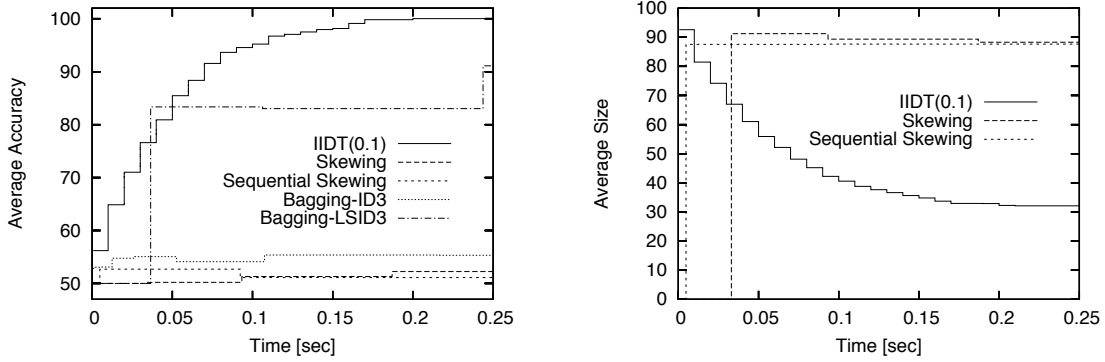 100
90
80
70
60
50
Average Accuracy
IIDT(0.1)
Skewing
Sequential Skewing
Bagging-ID3
Bagging-LSID3
0 0.05 0.1 0.15 0.2 0.25
Time [sec]
100
90
80
70
60
50
40
30
20
10
0
Average Size
IIDT(0.1)
Skewing
Sequential Skewing
0 0.05 0.1 0.15 0.2 0.25
Time [sec]